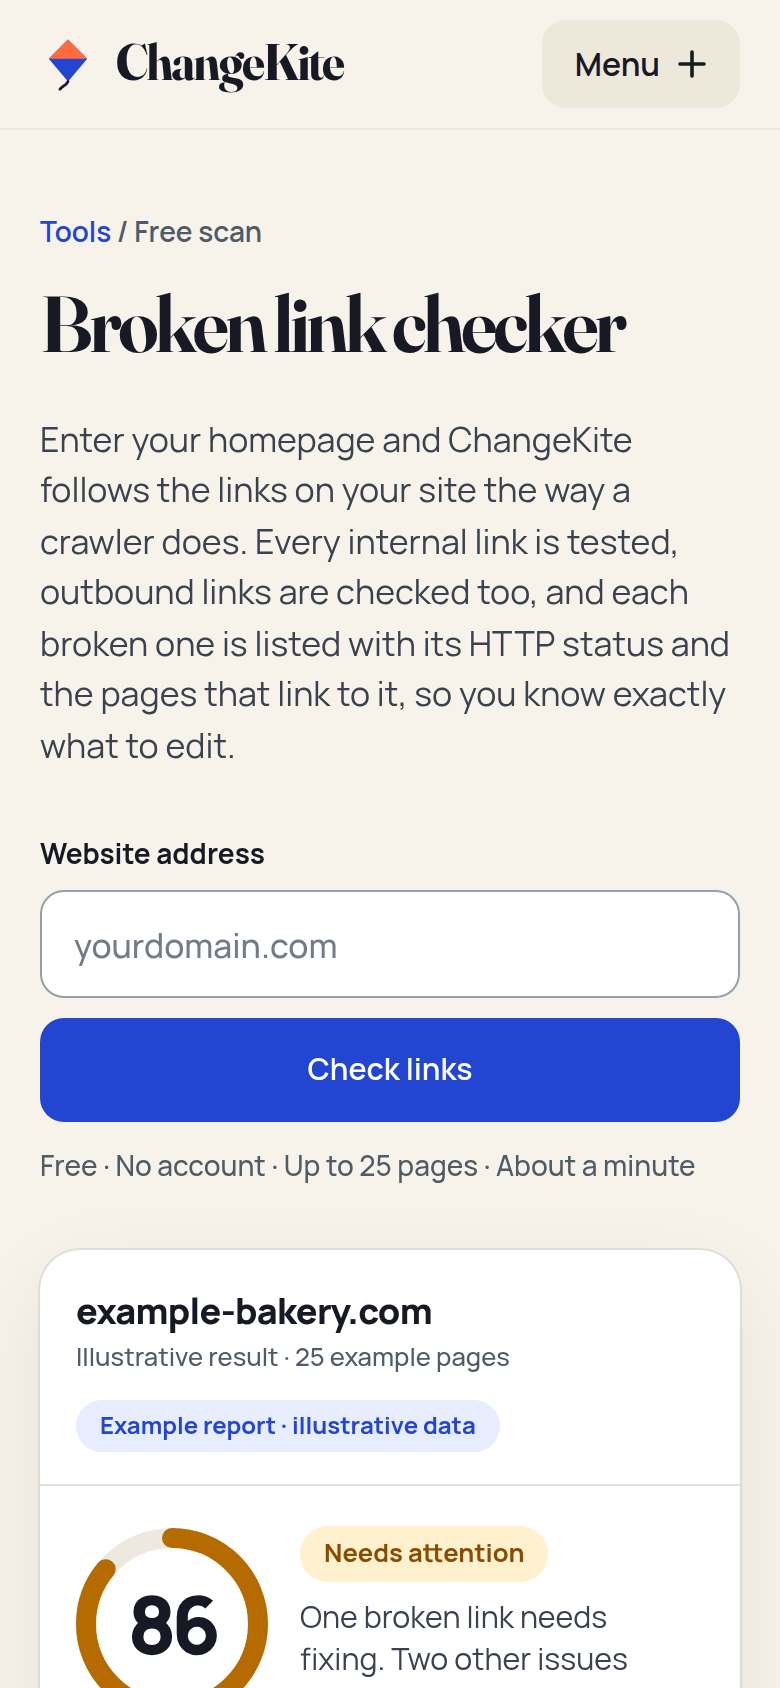 ChangeKite
Menu
Tools / Free scan
Broken link checker
Enter your homepage and ChangeKite
follows the links on your site the way a
crawler does. Every internal link is tested,
outbound links are checked too, and each
broken one is listed with its HTTP status and
the pages that link to it, so you know exactly
what to edit.
Website address
yourdomain.com
Check links
Free · No account · Up to 25 pages · About a minute
example-bakery.com
Illustrative result · 25 example pages
Example report · illustrative data
86
Needs attention
One broken link needs
fixing. Two other issues